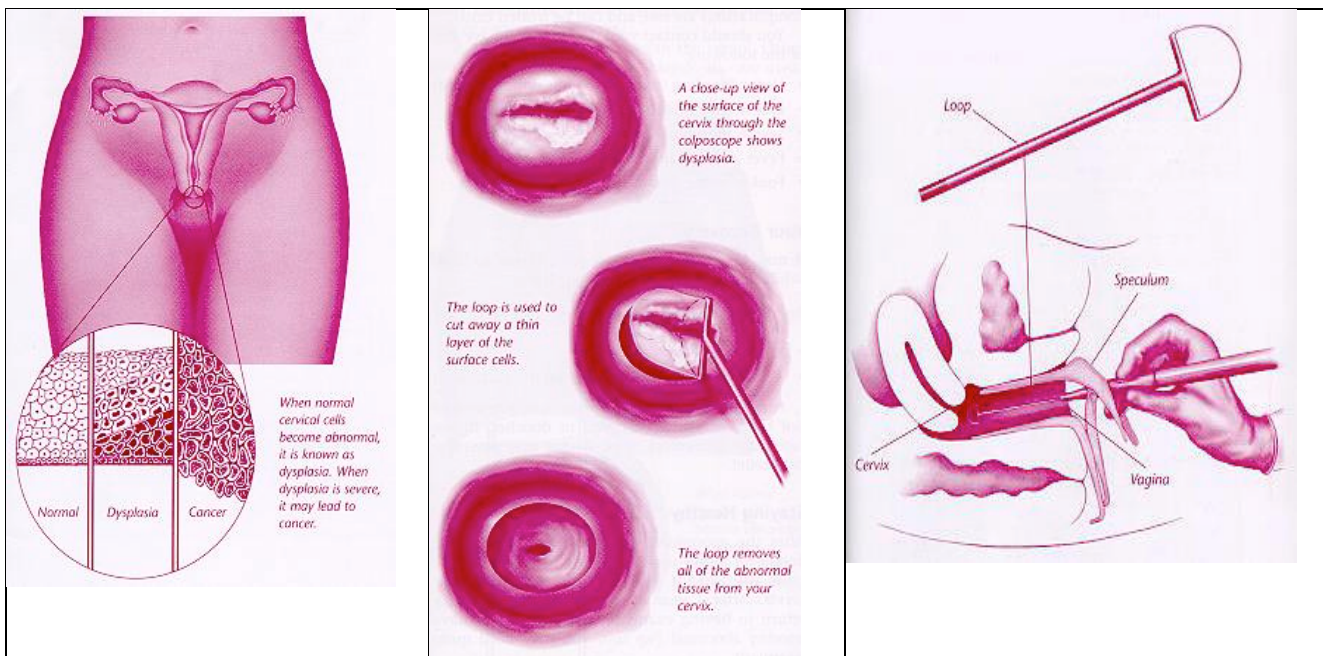 When normal
cervical cells
become abnormal,
it is known as
dysplasia. When
dysplasia is severe,
it may lead to
cancer.
Normal
Dysplasia
Cancer
A close-up view of
the surface of the
cervix through the
colposcope shows
dysplasia.
The loop is used to
cut away a thin
layer of the
surface cells.
The loop removes
all of the abnormal
tissue from your
cervix.
Loop
Speculum
Cervix
Vagina